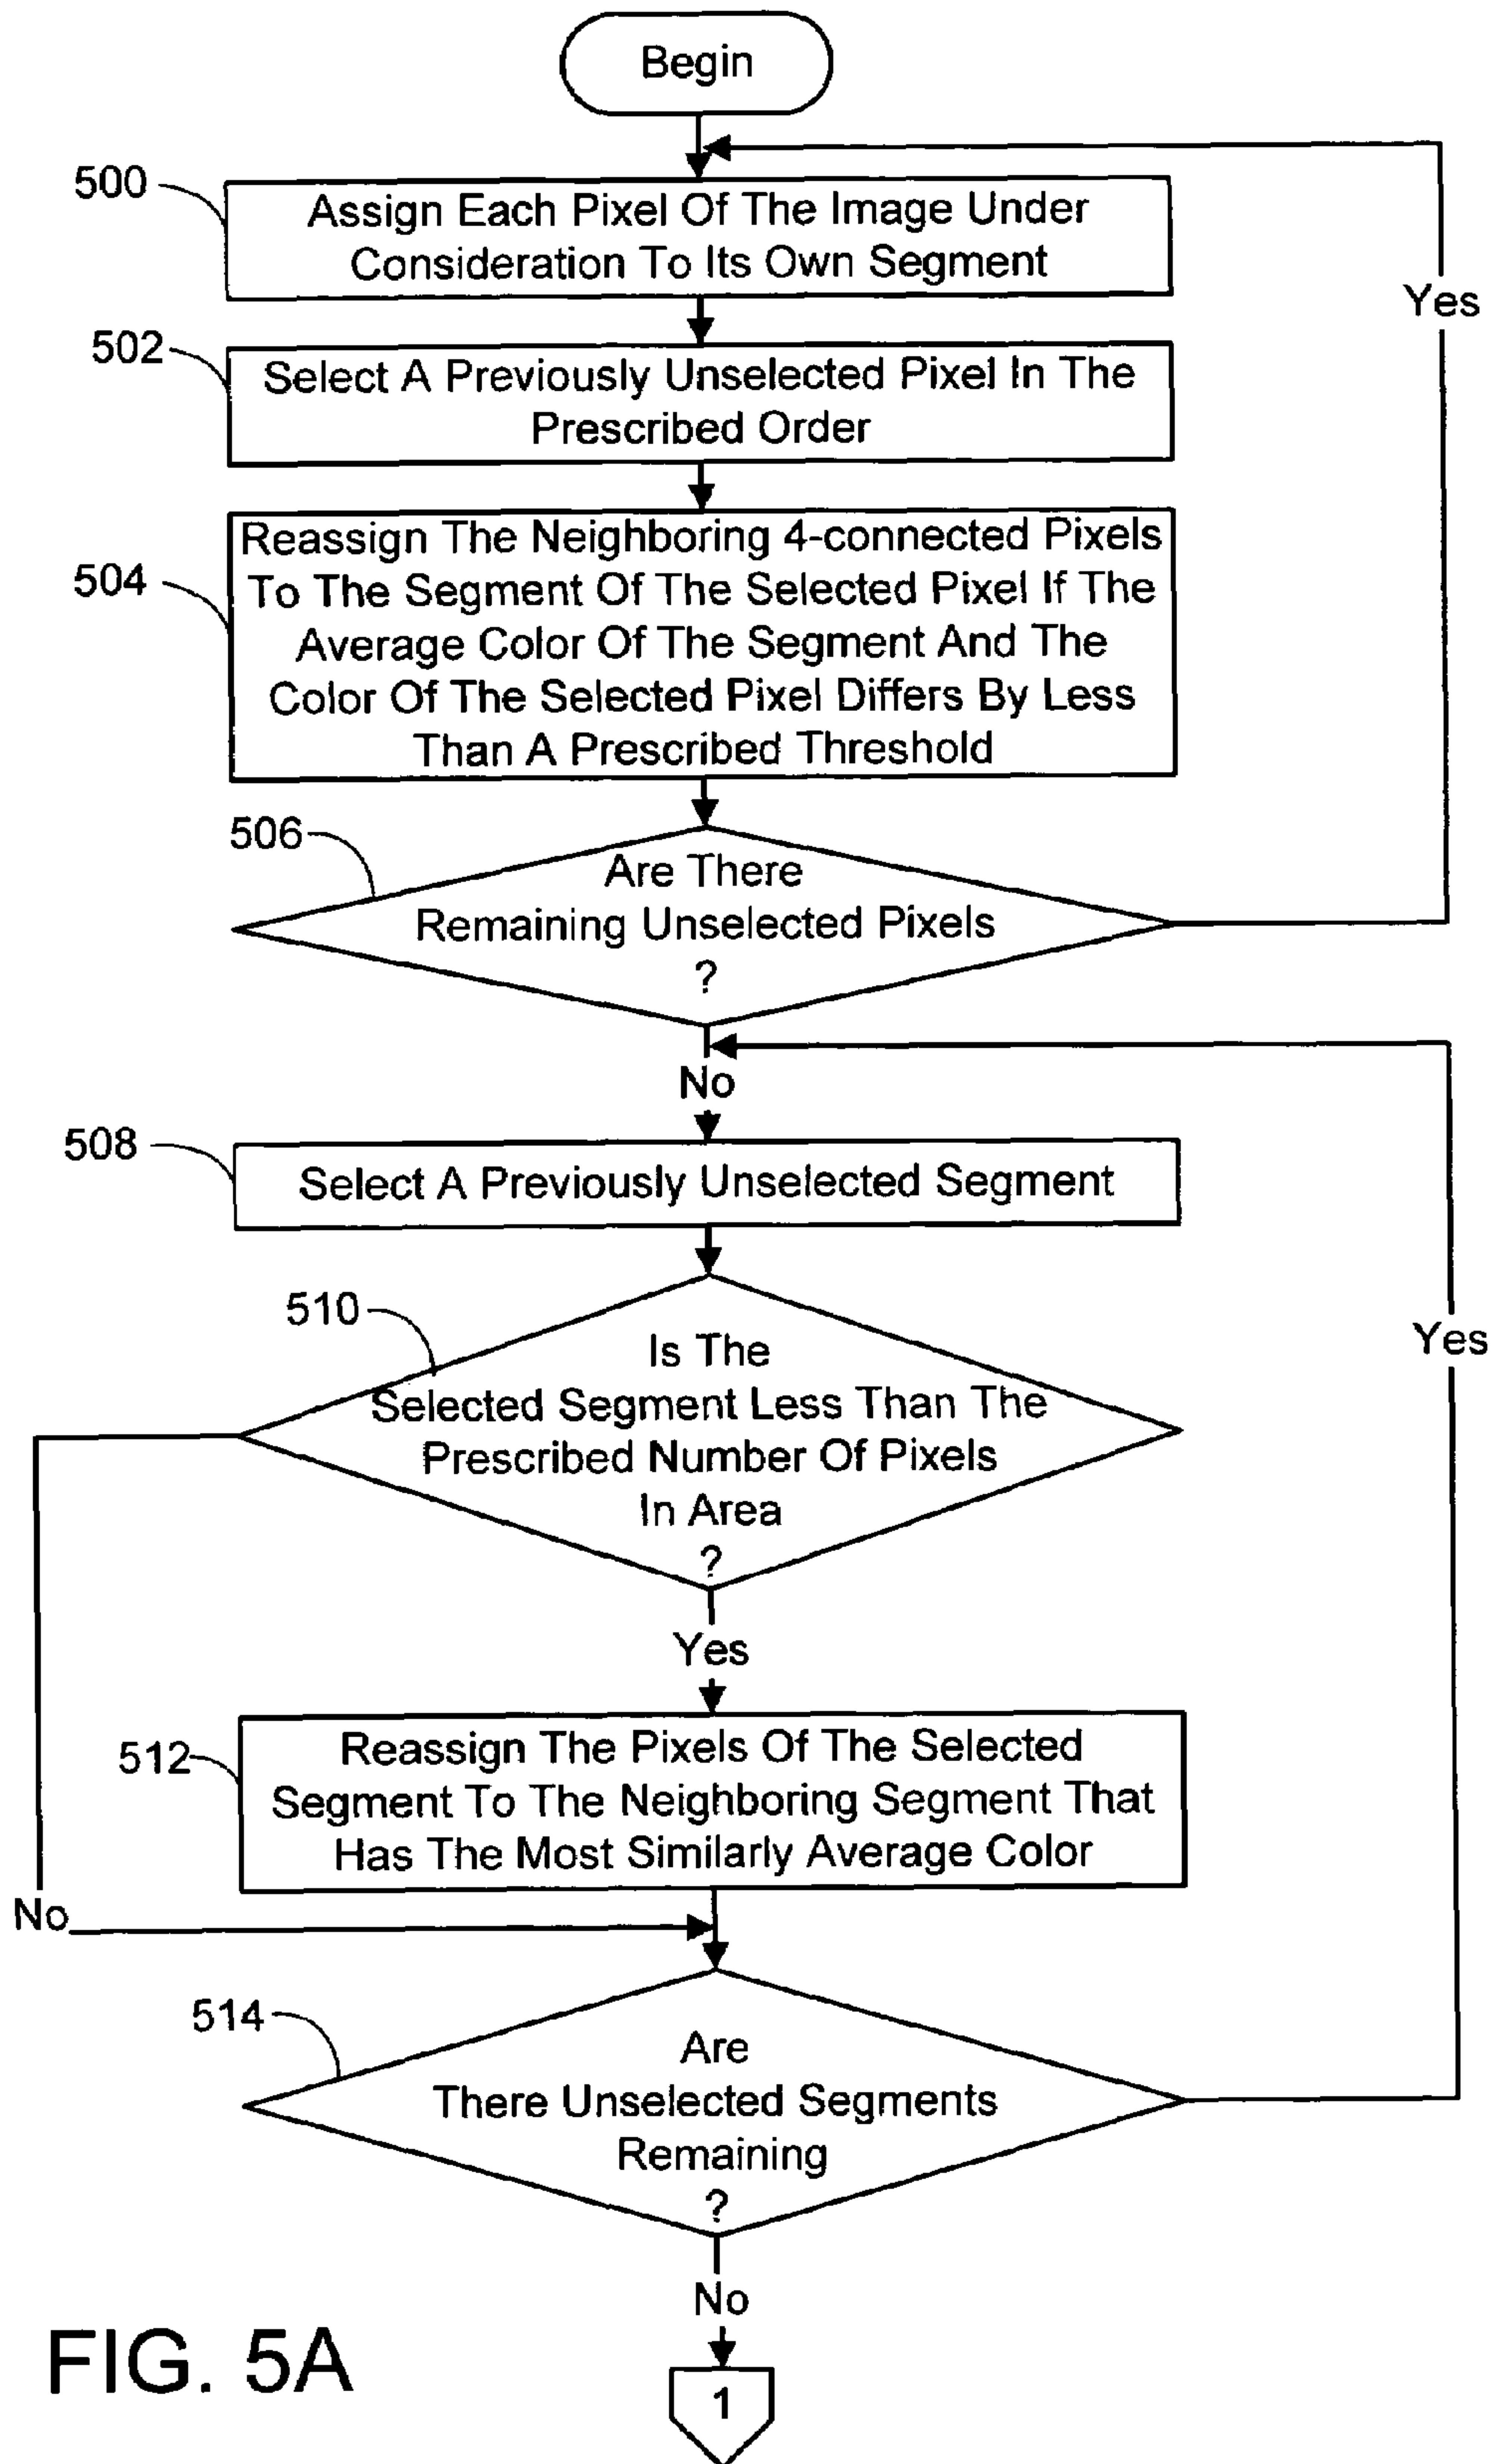 Begin
500
Assign Each Pixel Of The Image Under
Consideration To Its Own Segment
Yes
502
Select A Previously Unselected Pixel In The
Prescribed Order
504
Reassign The Neighboring 4-connected Pixels
To The Segment Of The Selected Pixel If The
Average Color Of The Segment And The
Color Of The Selected Pixel Differs By Less
Than A Prescribed Threshold
506
Are There
Remaining Unselected Pixels
?
No
508
Select A Previously Unselected Segment
510
Is The
Selected Segment Less Than The
Prescribed Number Of Pixels
In Area
?
Yes
Yes
512
Reassign The Pixels Of The Selected
Segment To The Neighboring Segment That
Has The Most Similarly Average Color
No
514
Are
There Unselected Segments
Remaining
?
No
1
FIG. 5A